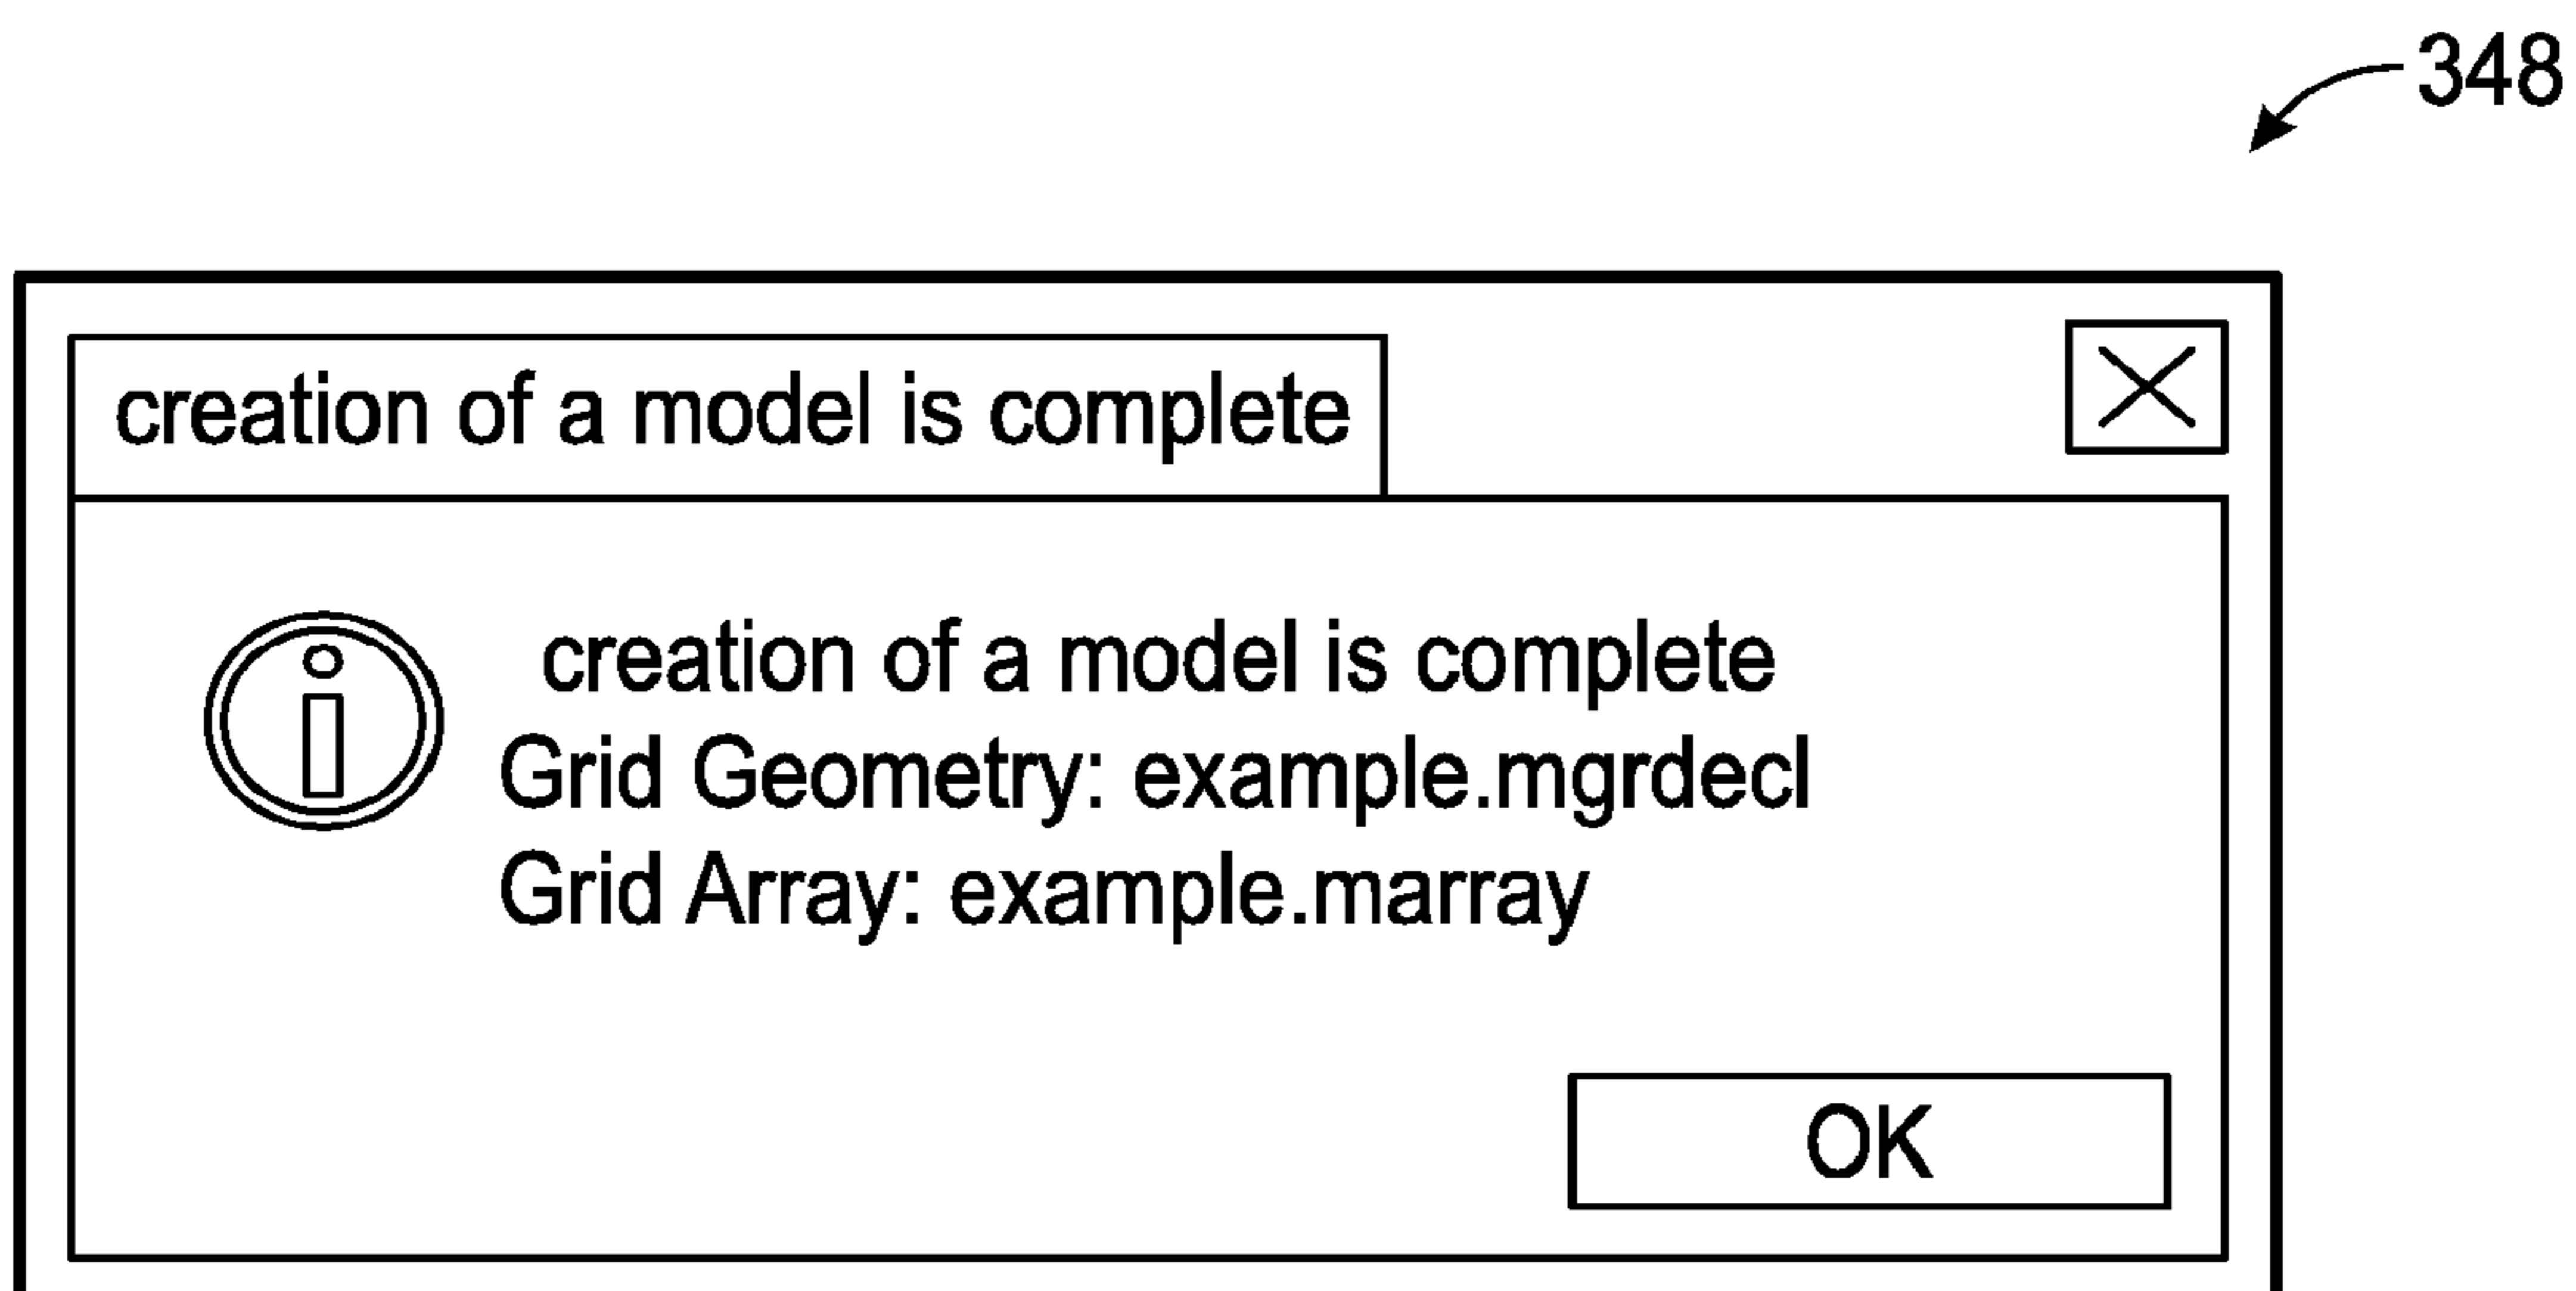 348
creation of a model is complete
creation of a model is complete
Grid Geometry: example.mgrdecl
Grid Array: example.marray
OK